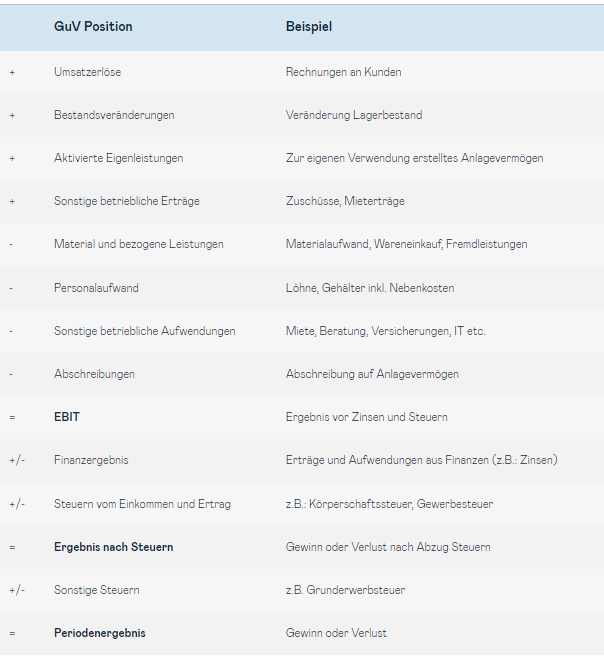 GuV Position Beispiel
+ Umsatzerlöse Rechnungen an Kunden
+ Bestandsveränderungen Veränderung Lagerbestand
+ Aktivierte Eigenleistungen Zur eigenen Verwendung erstelltes Anlagevermögen
+ Sonstige betriebliche Erträge Zuschüsse, Mieterträge
- Material und bezogene Leistungen Materialaufwand, Wareneinkauf, Fremdleistungen
- Personalaufwand Löhne, Gehälter inkl. Nebenkosten
- Sonstige betriebliche Aufwendungen Miete, Beratung, Versicherungen, IT etc.
- Abschreibungen Abschreibung auf Anlagevermögen
= EBIT Ergebnis vor Zinsen und Steuern
+/- Finanzergebnis Erträge und Aufwendungen aus Finanzen (z.B.: Zinsen)
+/- Steuern vom Einkommen und Ertrag z.B.: Körperschaftssteuer, Gewerbesteuer
= Ergebnis nach Steuern Gewinn oder Verlust nach Abzug Steuern
+/- Sonstige Steuern z.B. Grunderwerbsteuer
= Periodenergebnis Gewinn oder Verlust